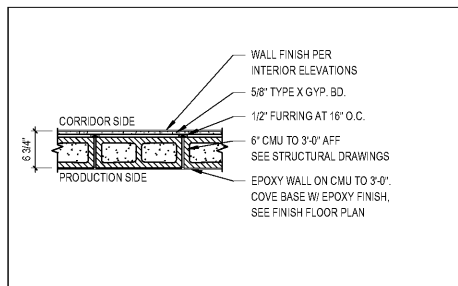 WALL FINISH PER
INTERIOR ELEVATIONS
5/8" TYPE X GYP. BD.
CORRIDOR SIDE
1/2" FURRING AT 16" O.C.
6" CMU TO 3'-0" AFF
SEE STRUCTURAL DRAWINGS
6 3/4"
PRODUCTION SIDE
EPOXY WALL ON CMU TO 3'-0".
COVE BASE W/ EPOXY FINISH,
SEE FINISH FLOOR PLAN